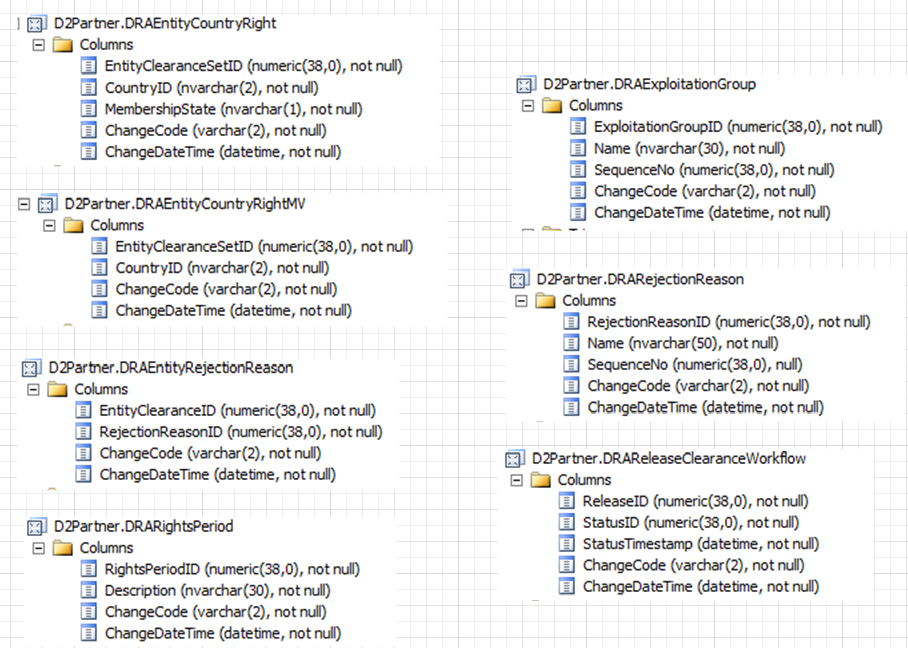 D2Partner.DRAEntityCountryRight
Columns
EntityClearanceSetID (numeric(38,0), not null)
CountryID (nvarchar(2), not null)
MembershipState (nvarchar(1), not null)
ChangeCode (varchar(2), not null)
ChangeDateTime (datetime, not null)
D2Partner.DRAEntityCountryRightMV
Columns
EntityClearanceSetID (numeric(38,0), not null)
CountryID (nvarchar(2), not null)
ChangeCode (varchar(2), not null)
ChangeDateTime (datetime, not null)
D2Partner.DRAEntityRejectionReason
Columns
EntityClearanceID (numeric(38,0), not null)
RejectionReasonID (numeric(38,0), not null)
ChangeCode (varchar(2), not null)
ChangeDateTime (datetime, not null)
D2Partner.DRARightsPeriod
Columns
RightsPeriodID (numeric(38,0), not null)
Description (nvarchar(30), not null)
ChangeCode (varchar(2), not null)
ChangeDateTime (datetime, not null)
D2Partner.DRAExploitationGroup
Columns
ExploitationGroupID (numeric(38,0), not null)
Name (nvarchar(30), not null)
SequenceNo (numeric(38,0), not null)
ChangeCode (varchar(2), not null)
ChangeDateTime (datetime, not null)
D2Partner.DRARejectionReason
Columns
RejectionReasonID (numeric(38,0), not null)
Name (nvarchar(50), not null)
SequenceNo (numeric(38,0), null)
ChangeCode (varchar(2), not null)
ChangeDateTime (datetime, not null)
D2Partner.DRAReleaseClearanceWorkflow
Columns
ReleaseID (numeric(38,0), not null)
StatusID (numeric(38,0), not null)
StatusTimestamp (datetime, not null)
ChangeCode (varchar(2), not null)
ChangeDateTime (datetime, not null)